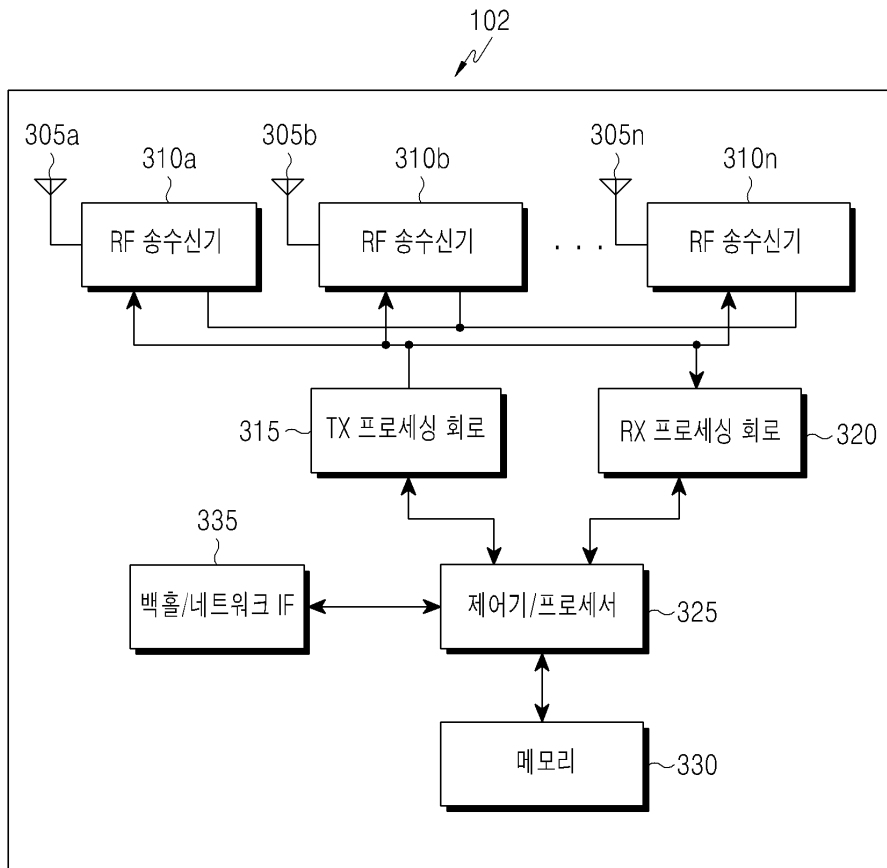 102
305a
305b
305n
310a
310b
310n
RF 송수신기
RF 송수신기
. . .
RF 송수신기
315
TX 프로세싱 회로
RX 프로세싱 회로
320
335
백홀/네트워크 IF
제어기/프로세서
325
메모리
330